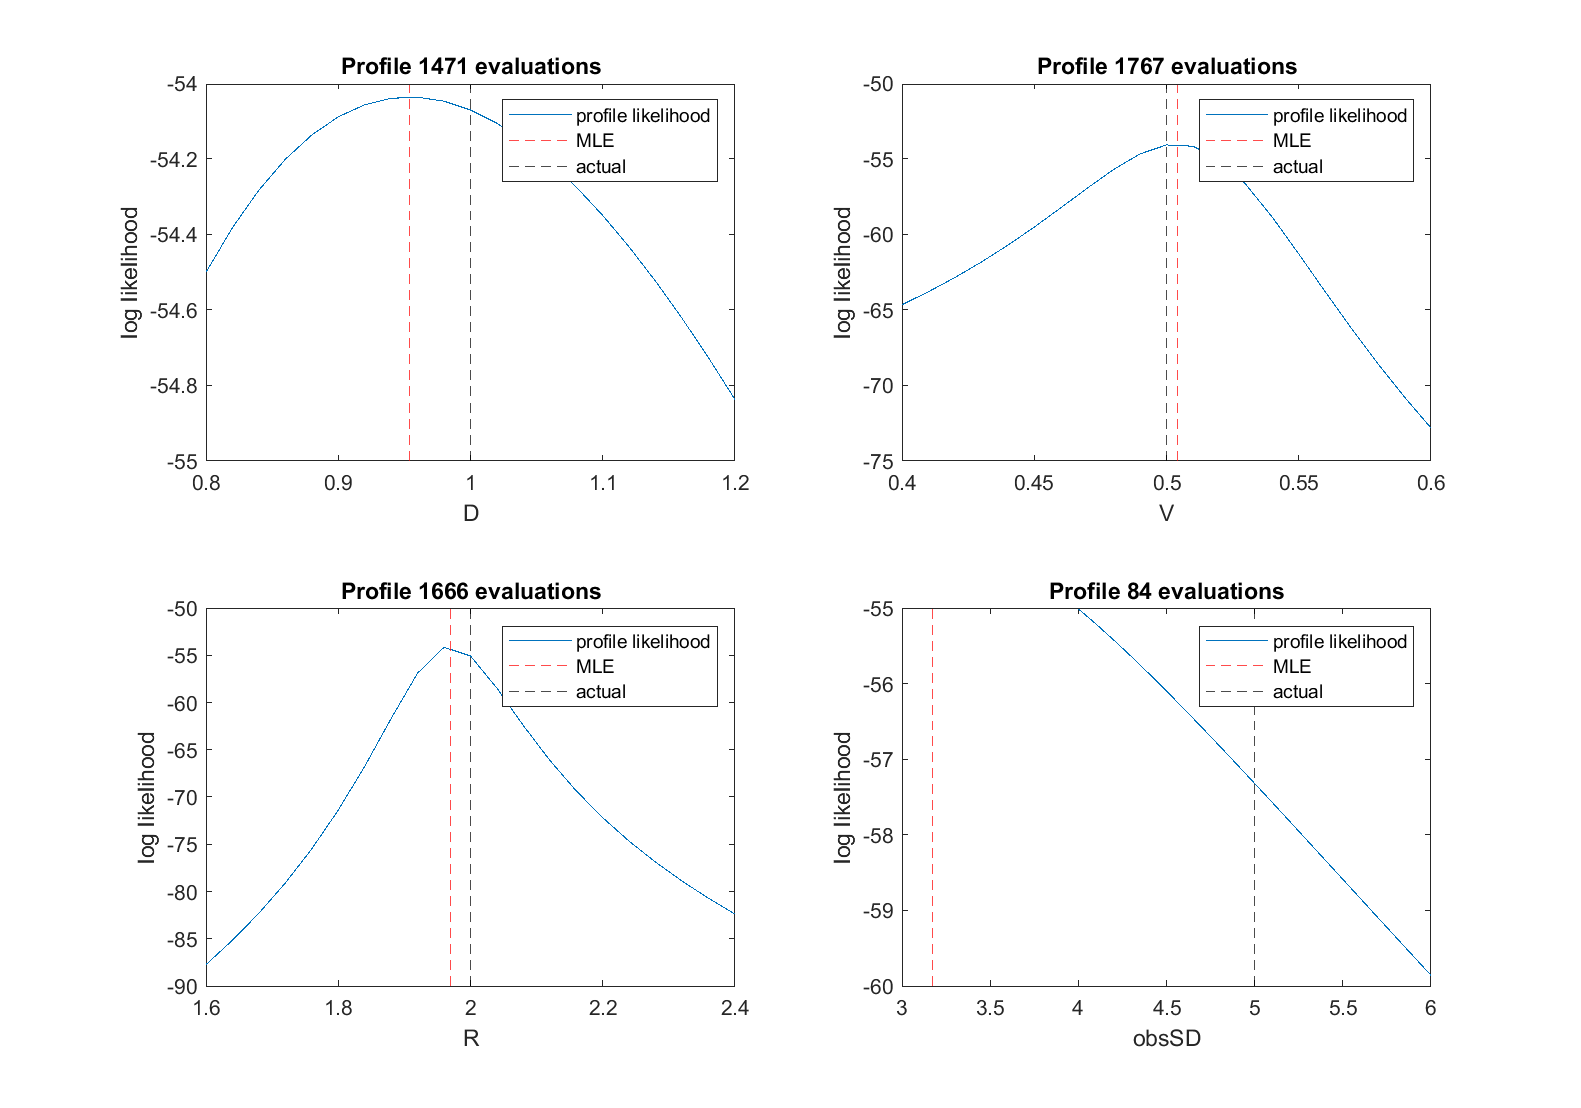 Profile 1471 evaluations
-54
-54.2
-54.4
-54.6
-54.8
-55
log likelihood
profile likelihood
MLE
actual
0.8 0.9 1 1.1 1.2
D
Profile 1767 evaluations
-50
-55
-60
-65
-70
-75
log likelihood
profile likelihood
MLE
actual
0.4 0.45 0.5 0.55 0.6
V
Profile 1666 evaluations
-50
-55
-60
-65
-70
-75
-80
-85
-90
log likelihood
profile likelihood
MLE
actual
1.6 1.8 2 2.2 2.4
R
Profile 84 evaluations
-55
-56
-57
-58
-59
-60
log likelihood
profile likelihood
MLE
actual
3 3.5 4 4.5 5 5.5 6
obsSD